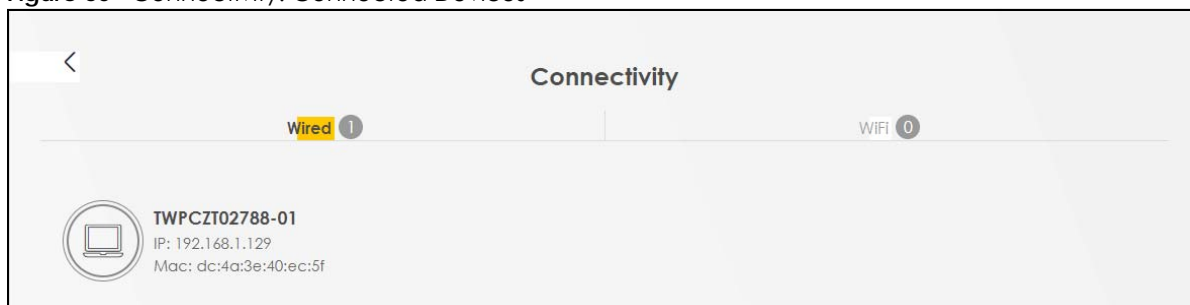 Connectivity
Wired 1
WiFi 0
TWPCZT02788-01
IP: 192.168.1.129
Mac: dc:4a:3e:40:ec:5f